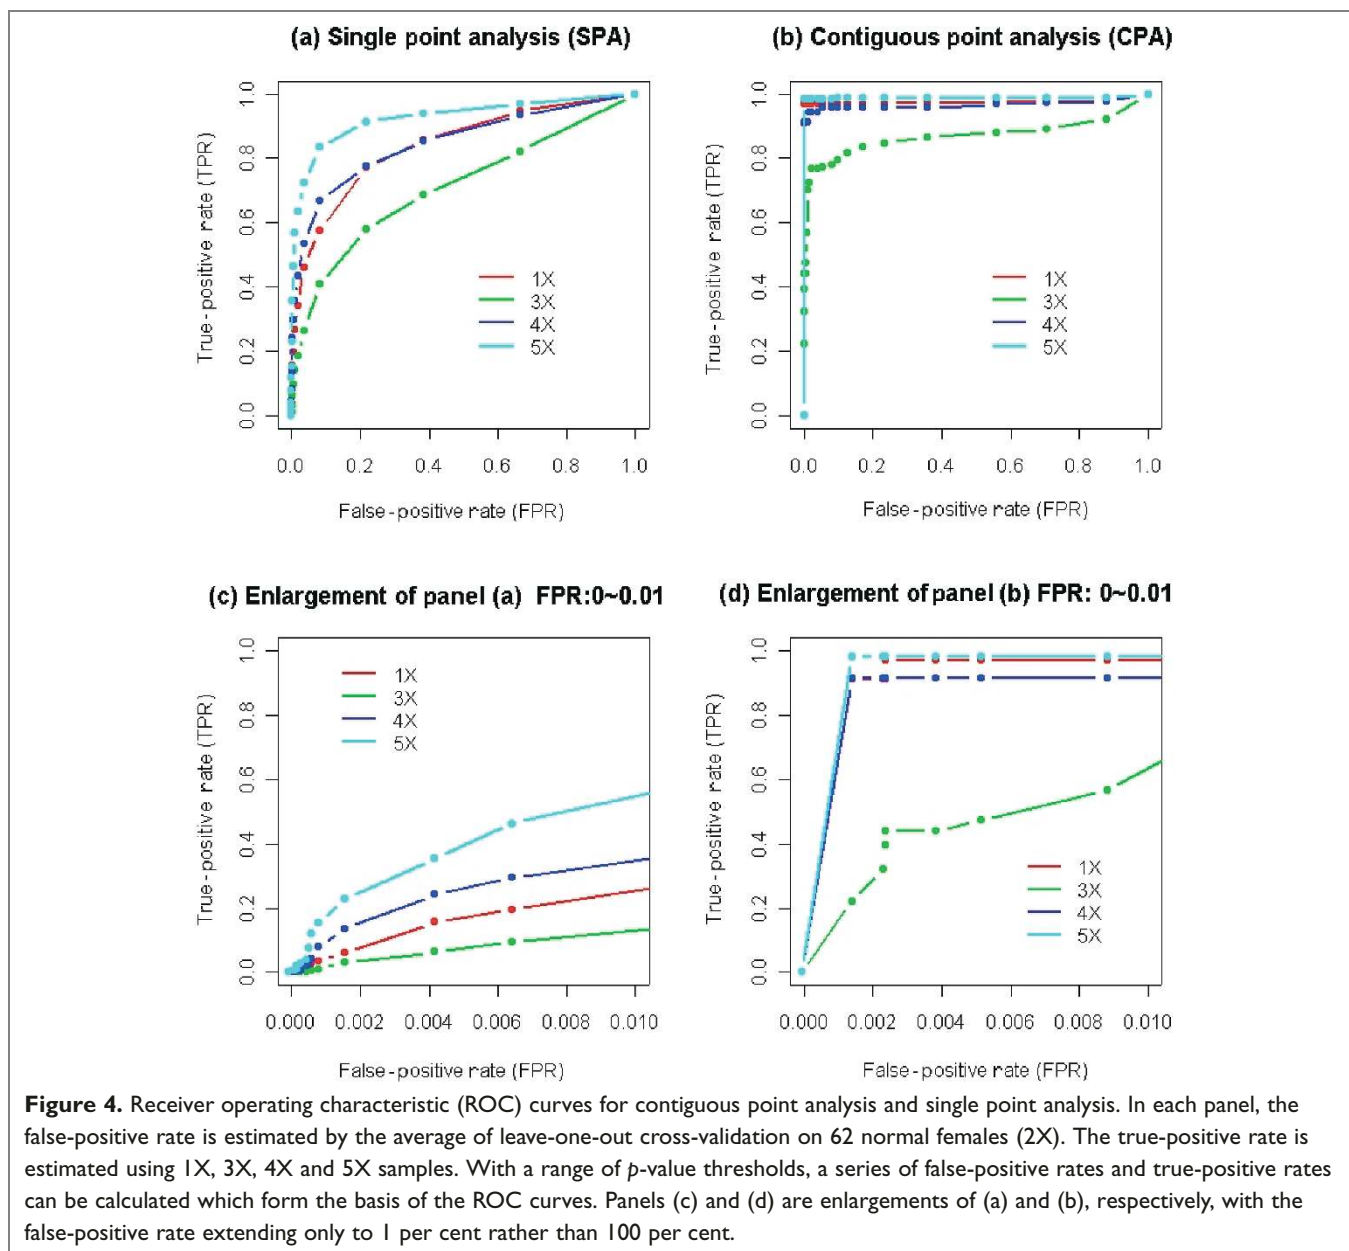 (a) Single point analysis (SPA)
True-positive rate (TPR)
1.0
0.8
0.6
0.4
0.2
0.0
1X
3X
4X
5X
0.0 0.2 0.4 0.6 0.8 1.0
False-positive rate (FPR)
(b) Contiguous point analysis (CPA)
True-positive rate (TPR)
1.0
0.8
0.6
0.4
0.2
0.0
1X
3X
4X
5X
0.0 0.2 0.4 0.6 0.8 1.0
False-positive rate (FPR)
(c) Enlargement of panel (a) FPR:0~0.01
True-positive rate (TPR)
1.0
0.8
0.6
0.4
0.2
0.0
1X
3X
4X
5X
0.000 0.002 0.004 0.006 0.008 0.010
False-positive rate (FPR)
(d) Enlargement of panel (b) FPR: 0~0.01
True-positive rate (TPR)
1.0
0.8
0.6
0.4
0.2
0.0
1X
3X
4X
5X
0.000 0.002 0.004 0.006 0.008 0.010
False-positive rate (FPR)
Figure 4. Receiver operating characteristic (ROC) curves for contiguous point analysis and single point analysis. In each panel, the
false-positive rate is estimated by the average of leave-one-out cross-validation on 62 normal females (2X). The true-positive rate is
estimated using 1X, 3X, 4X and 5X samples. With a range of p-value thresholds, a series of false-positive rates and true-positive rates
can be calculated which form the basis of the ROC curves. Panels (c) and (d) are enlargements of (a) and (b), respectively, with the
false-positive rate extending only to 1 per cent rather than 100 per cent.